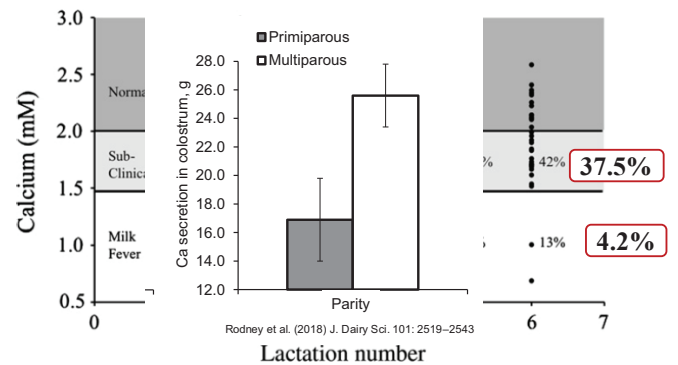 Calcium (mM)
3.0
2.5
2.0
1.5
1.0
0.5
Norma
Sub-
Clinica
Milk
Fever
Primiparous
Multiparous
Ca secretion in colostrum, g
28.0
26.0
24.0
22.0
20.0
18.0
16.0
14.0
12.0
Parity
Rodney et al. (2018) J. Dairy Sci. 101: 2519–2543
% 42% 37.5%
13% 4.2%
0 6 7
Lactation number